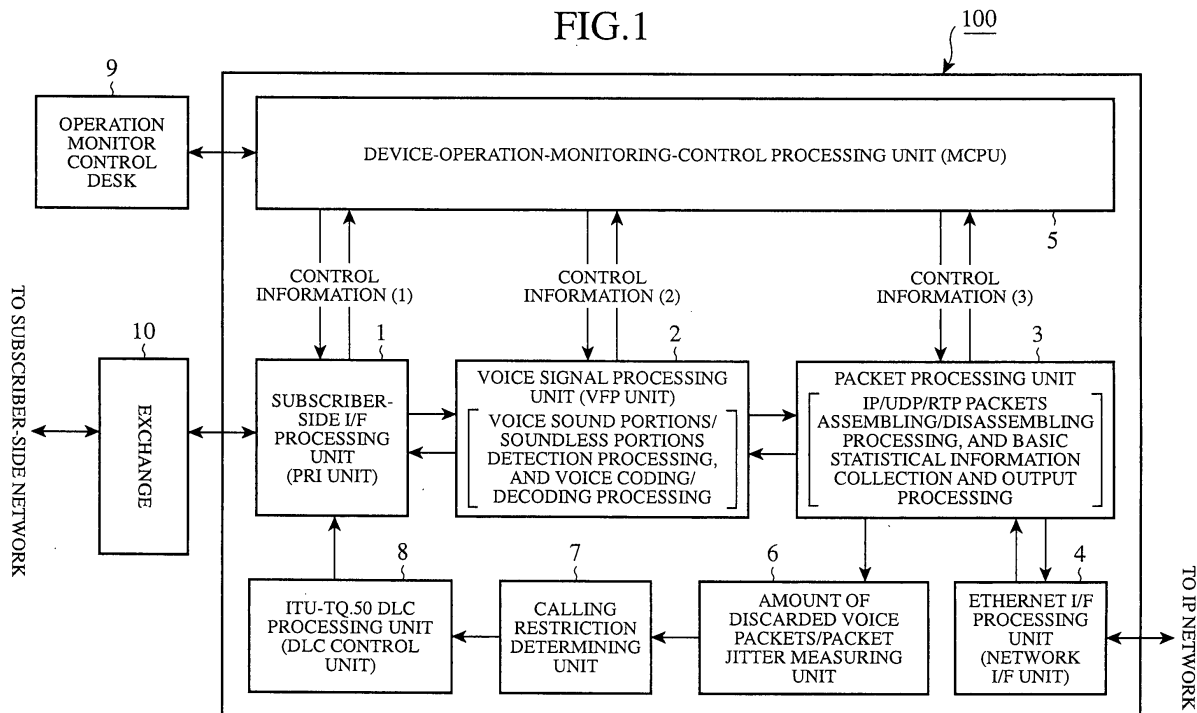 FIG.1
100
9
OPERATION
MONITOR
CONTROL
DESK
DEVICE-OPERATION-MONITORING-CONTROL PROCESSING UNIT (MCPU)
5
CONTROL
INFORMATION (1)
CONTROL
INFORMATION (2)
CONTROL
INFORMATION (3)
TO SUBSCRIBER-SIDE NETWORK
10
EXCHANGE
1
SUBSCRIBER-
SIDE I/F
PROCESSING
UNIT
(PRI UNIT)
2
VOICE SIGNAL PROCESSING
UNIT (VFP UNIT)
VOICE SOUND PORTIONS/
SOUNDLESS PORTIONS
DETECTION PROCESSING,
AND VOICE CODING/
DECODING PROCESSING
3
PACKET PROCESSING UNIT
IP/UDP/RTP PACKETS
ASSEMBLING/DISASSEMBLING
PROCESSING, AND BASIC
STATISTICAL INFORMATION
COLLECTION AND OUTPUT
PROCESSING
8
ITU-TQ.50 DLC
PROCESSING UNIT
(DLC CONTROL
UNIT)
7
CALLING
RESTRICTION
DETERMINING
UNIT
6
AMOUNT OF
DISCARDED VOICE
PACKETS/PACKET
JITTER MEASURING
UNIT
4
ETHERNET I/F
PROCESSING
UNIT
(NETWORK
I/F UNIT)
TO IP NETWORK